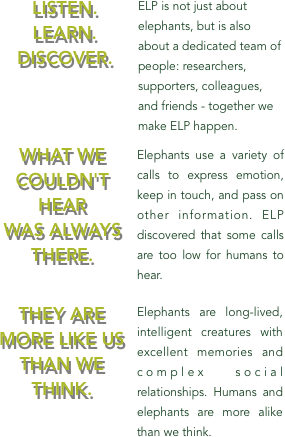 LISTEN.
LEARN.
DISCOVER.
ELP is not just about
elephants, but is also
about a dedicated team of
people: researchers,
supporters, colleagues,
and friends - together we
make ELP happen.
WHAT WE
COULDN'T
HEAR
WAS ALWAYS
THERE.
Elephants use a variety of
calls to express emotion,
keep in touch, and pass on
other information. ELP
discovered that some calls
are too low for humans to
hear.
THEY ARE
MORE LIKE US
THAN WE
THINK.
Elephants are long-lived,
intelligent creatures with
excellent memories and
complex social
relationships. Humans and
elephants are more alike
than we think.